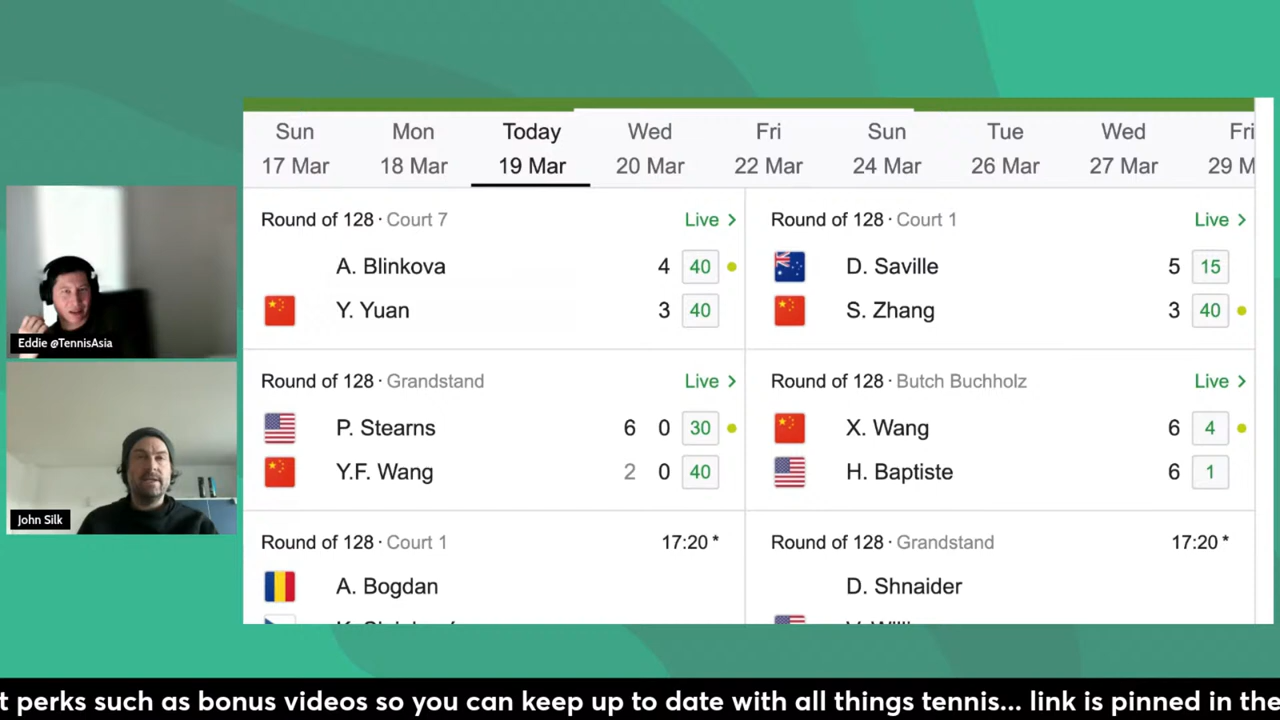 Sun Mon Today Wed Fri Sun Tue Wed Fri
17 Mar 18 Mar 19 Mar 20 Mar 22 Mar 24 Mar 26 Mar 27 Mar 29 M
Round of 128 · Court 7 Live >
A. Blinkova 4 40
Y. Yuan 3 40
Round of 128 · Court 1 Live >
D. Saville 5 15
S. Zhang 3 40
Round of 128 · Grandstand Live >
P. Stearns 6 0 30
Y.F. Wang 2 0 40
Round of 128 · Butch Buchholz Live >
X. Wang 6 4
H. Baptiste 6 1
Round of 128 · Court 1 17:20 *
A. Bogdan
Round of 128 · Grandstand 17:20 *
D. Shnaider
Eddie @TennisAsia
John Silk
t perks such as bonus videos so you can keep up to date with all things tennis... link is pinned in the